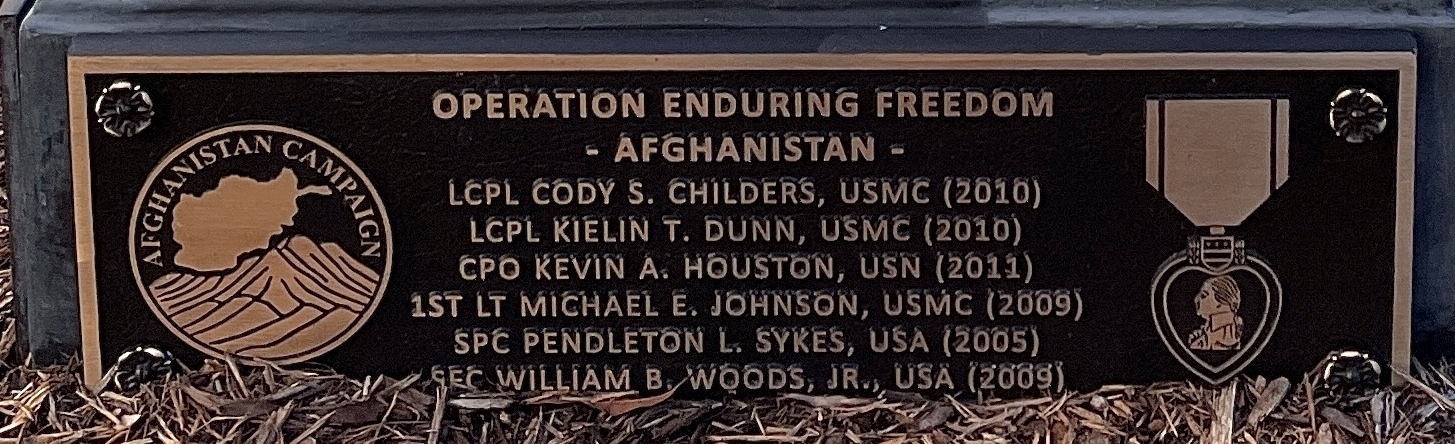 OPERATION ENDURING FREEDOM
- AFGHANISTAN -
AFGHANISTAN CAMPAIGN
LCPL CODY S. CHILDERS, USMC (2010)
LCPL KIELIN T. DUNN, USMC (2010)
CPO KEVIN A. HOUSTON, USN (2011)
1ST LT MICHAEL E. JOHNSON, USMC (2009)
SPC PENDLETON L. SYKES, USA (2005)
SFC WILLIAM B. WOODS, JR., USA (2009)